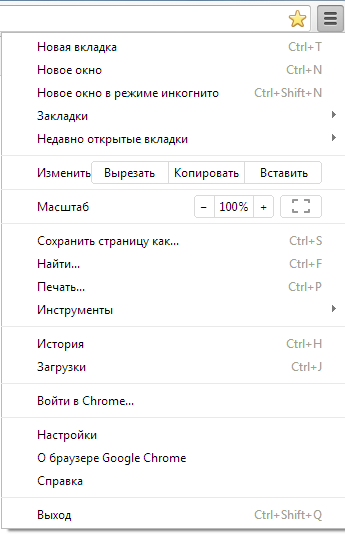 Новая вкладка Ctrl+T
Новое окно Ctrl+N
Новое окно в режиме инкогнито Ctrl+Shift+N
Закладки
Недавно открытые вкладки
Изменить Вырезать Копировать Вставить
Масштаб − 100% +
Сохранить страницу как... Ctrl+S
Найти... Ctrl+F
Печать... Ctrl+P
Инструменты
История Ctrl+H
Загрузки Ctrl+J
Войти в Chrome...
Настройки
О браузере Google Chrome
Справка
Выход Ctrl+Shift+Q